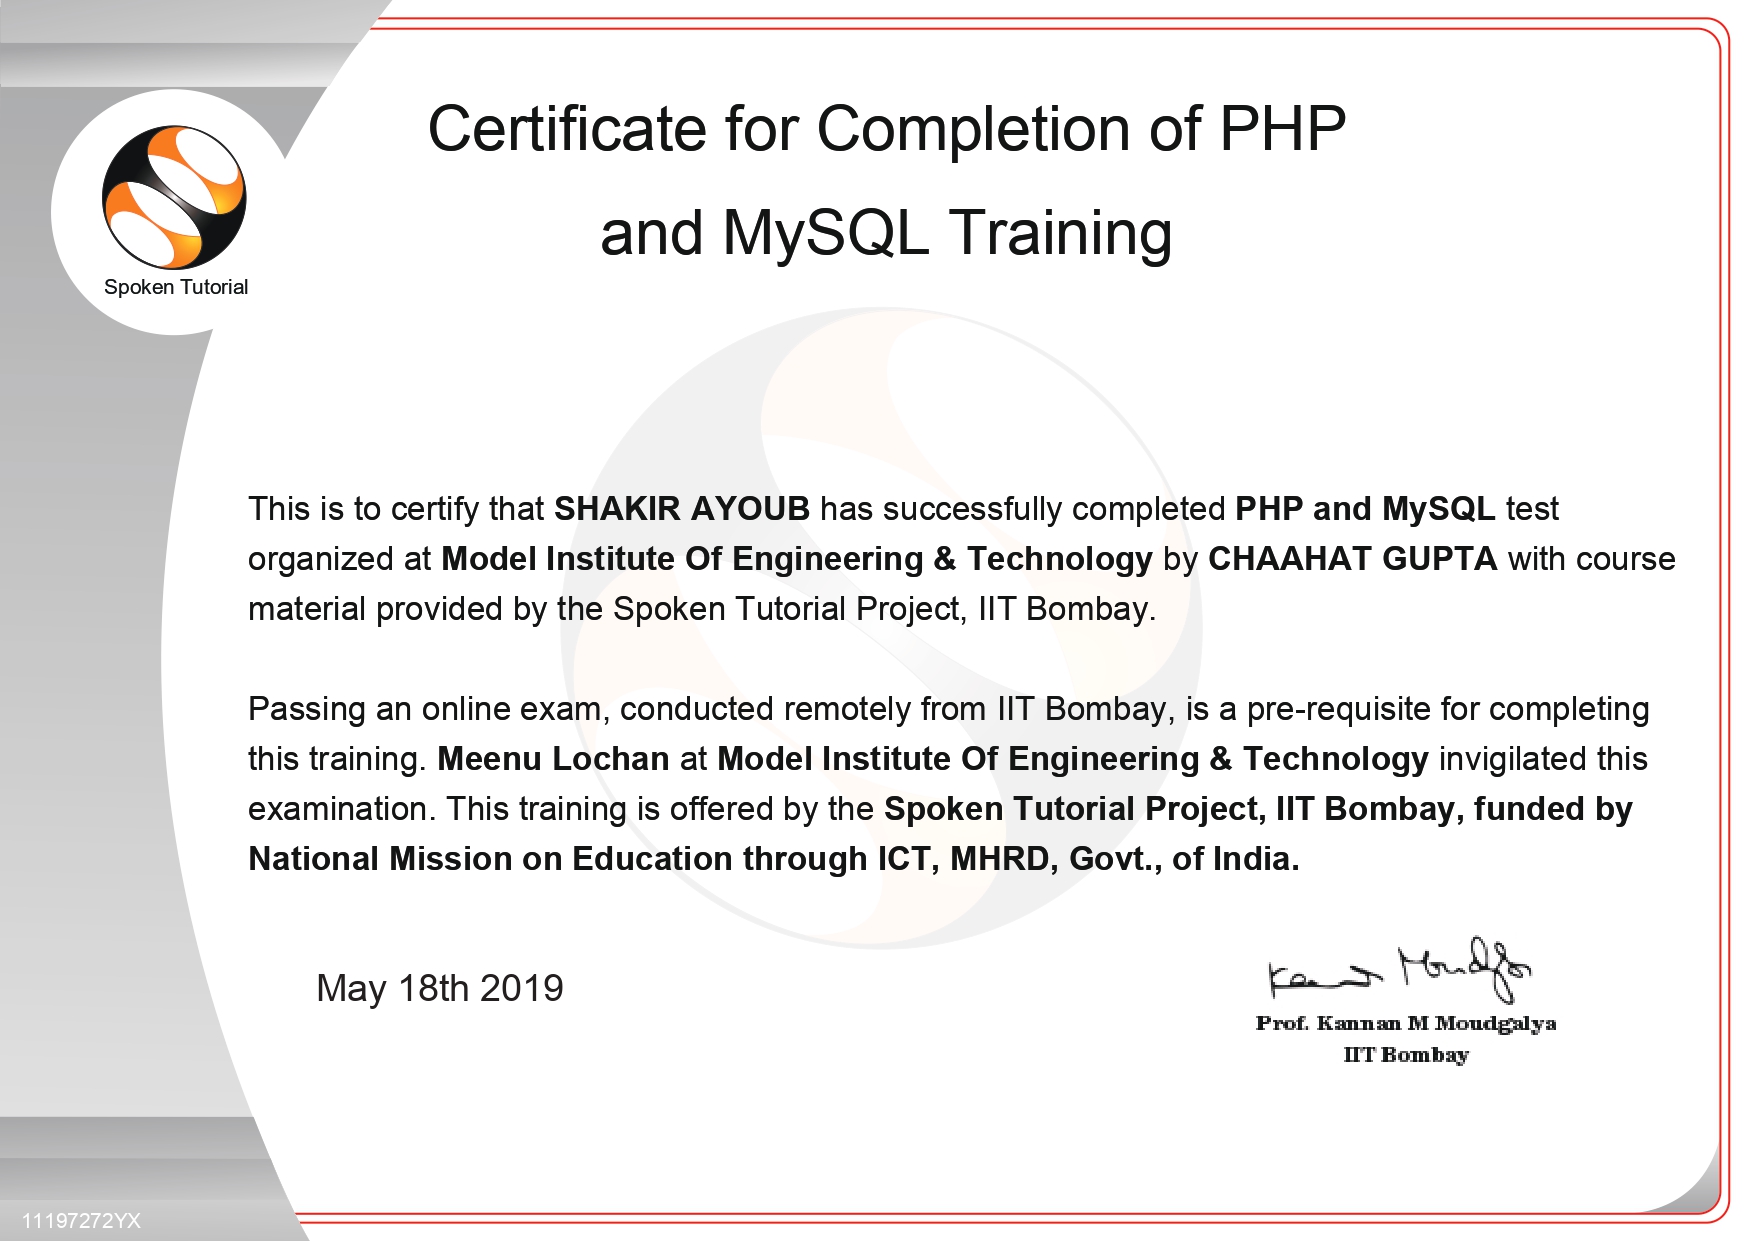 Certificate for Completion of PHP
and MySQL Training
Spoken Tutorial
This is to certify that SHAKIR AYOUB has successfully completed PHP and MySQL test
organized at Model Institute Of Engineering & Technology by CHAAHAT GUPTA with course
material provided by the Spoken Tutorial Project, IIT Bombay.
Passing an online exam, conducted remotely from IIT Bombay, is a pre-requisite for completing
this training. Meenu Lochan at Model Institute Of Engineering & Technology invigilated this
examination. This training is offered by the Spoken Tutorial Project, IIT Bombay, funded by
National Mission on Education through ICT, MHRD, Govt., of India.
May 18th 2019
Kannan Moudgalya
Prof. Kannan M Moudgalya
IIT Bombay
11197272YX